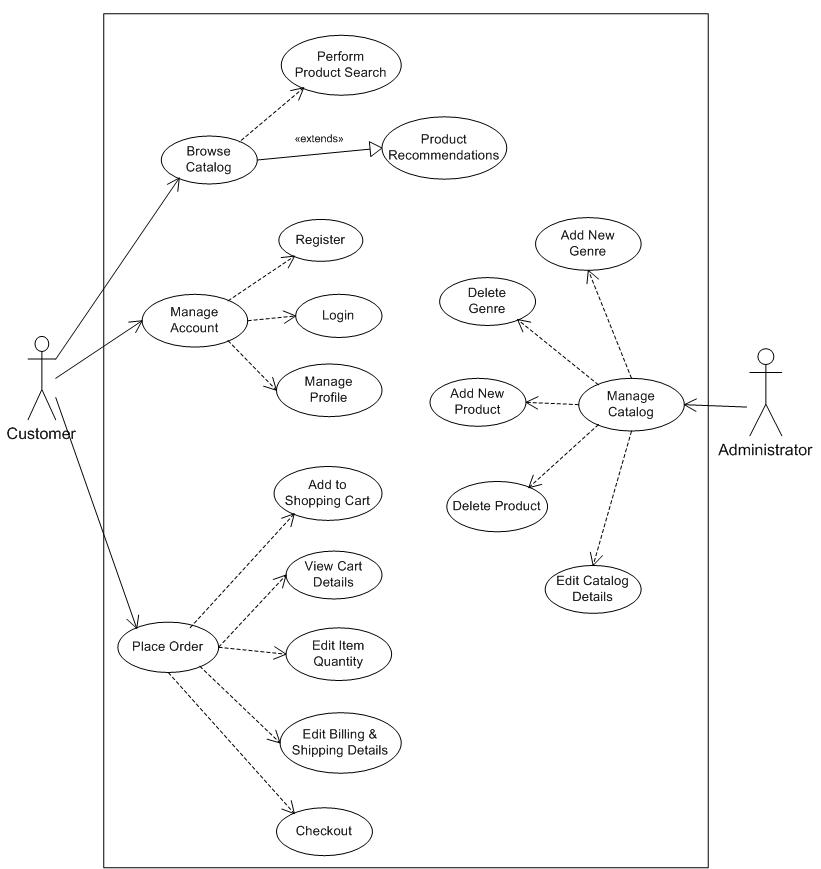 Perform
Product Search
Browse
Catalog
«extends»
Product
Recommendations
Register
Manage
Account
Login
Manage
Profile
Customer
Add New
Genre
Delete
Genre
Add New
Product
Manage
Catalog
Delete Product
Edit Catalog
Details
Administrator
Add to
Shopping Cart
View Cart
Details
Place Order
Edit Item
Quantity
Edit Billing &
Shipping Details
Checkout